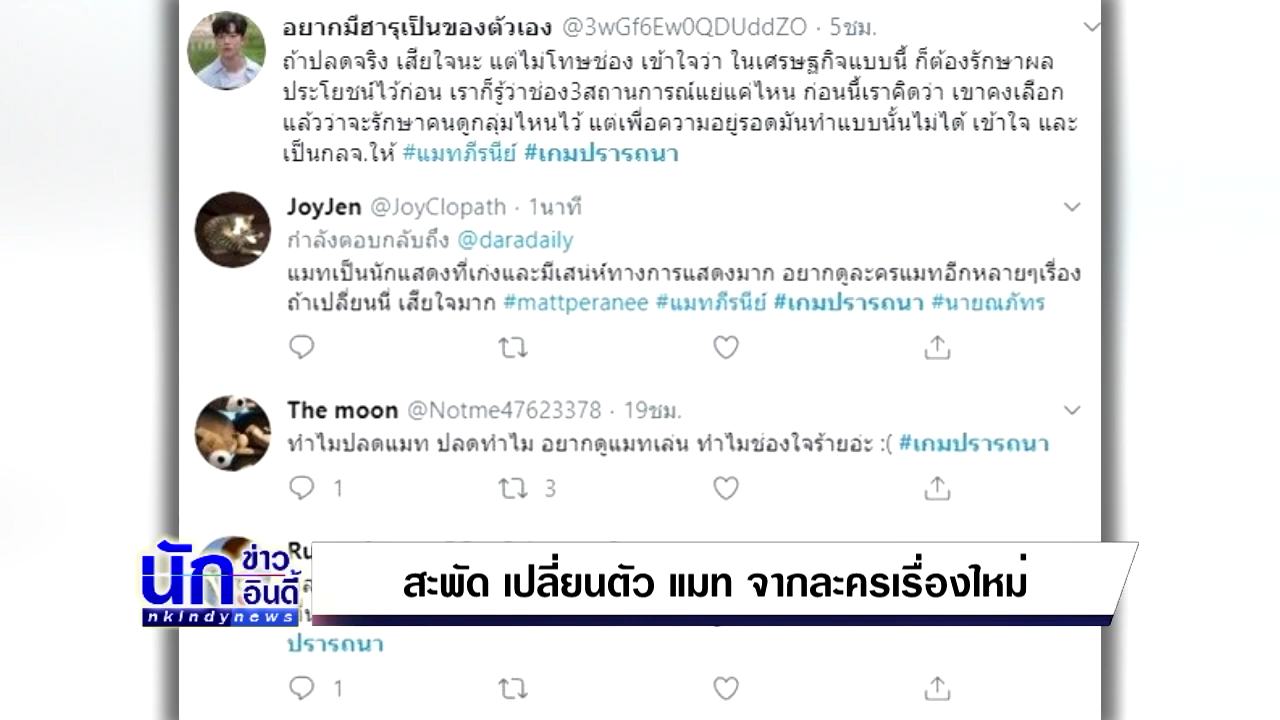 อยากมีฮารุเป็นของตัวเอง @3wGf6Ew0QDUddZO · 5ชม.
ถ้าปลดจริง เสียใจนะ แต่ไม่โทษช่อง เข้าใจว่า ในเศรษฐกิจแบบนี้ ก็ต้องรักษาผล
ประโยชน์ไว้ก่อน เราก็รู้ว่าช่อง3สถานการณ์แย่แค่ไหน ก่อนนี้เราคิดว่า เขาคงเลือก
แล้วว่าจะรักษาคนดูกลุ่มไหนไว้ แต่เพื่อความอยู่รอดมันทำแบบนั้นไม่ได้ เข้าใจ และ
เป็นกลจ.ให้ #แมทภีรนีย์ #เกมปรารถนา
JoyJen @JoyClopath · 1นาที
กำลังตอบกลับถึง @daradaily
แมทเป็นนักแสดงที่เก่งและมีเสน่ห์ทางการแสดงมาก อยากดูละครแมทอีกหลายๆเรื่อง
ถ้าเปลี่ยนนี่ เสียใจมาก #mattperanee #แมทภีรนีย์ #เกมปรารถนา #นายณภัทร
The moon @Notme47623378 · 19ชม.
ทำไมปลดแมท ปลดทำไม อยากดูแมทเล่น ทำไมช่องใจร้ายอ่ะ :( #เกมปรารถนา
1 3
Ru
นักข่าวอินดี้
nkindynews
สะพัด เปลี่ยนตัว แมท จากละครเรื่องใหม่
ปรารถนา
1